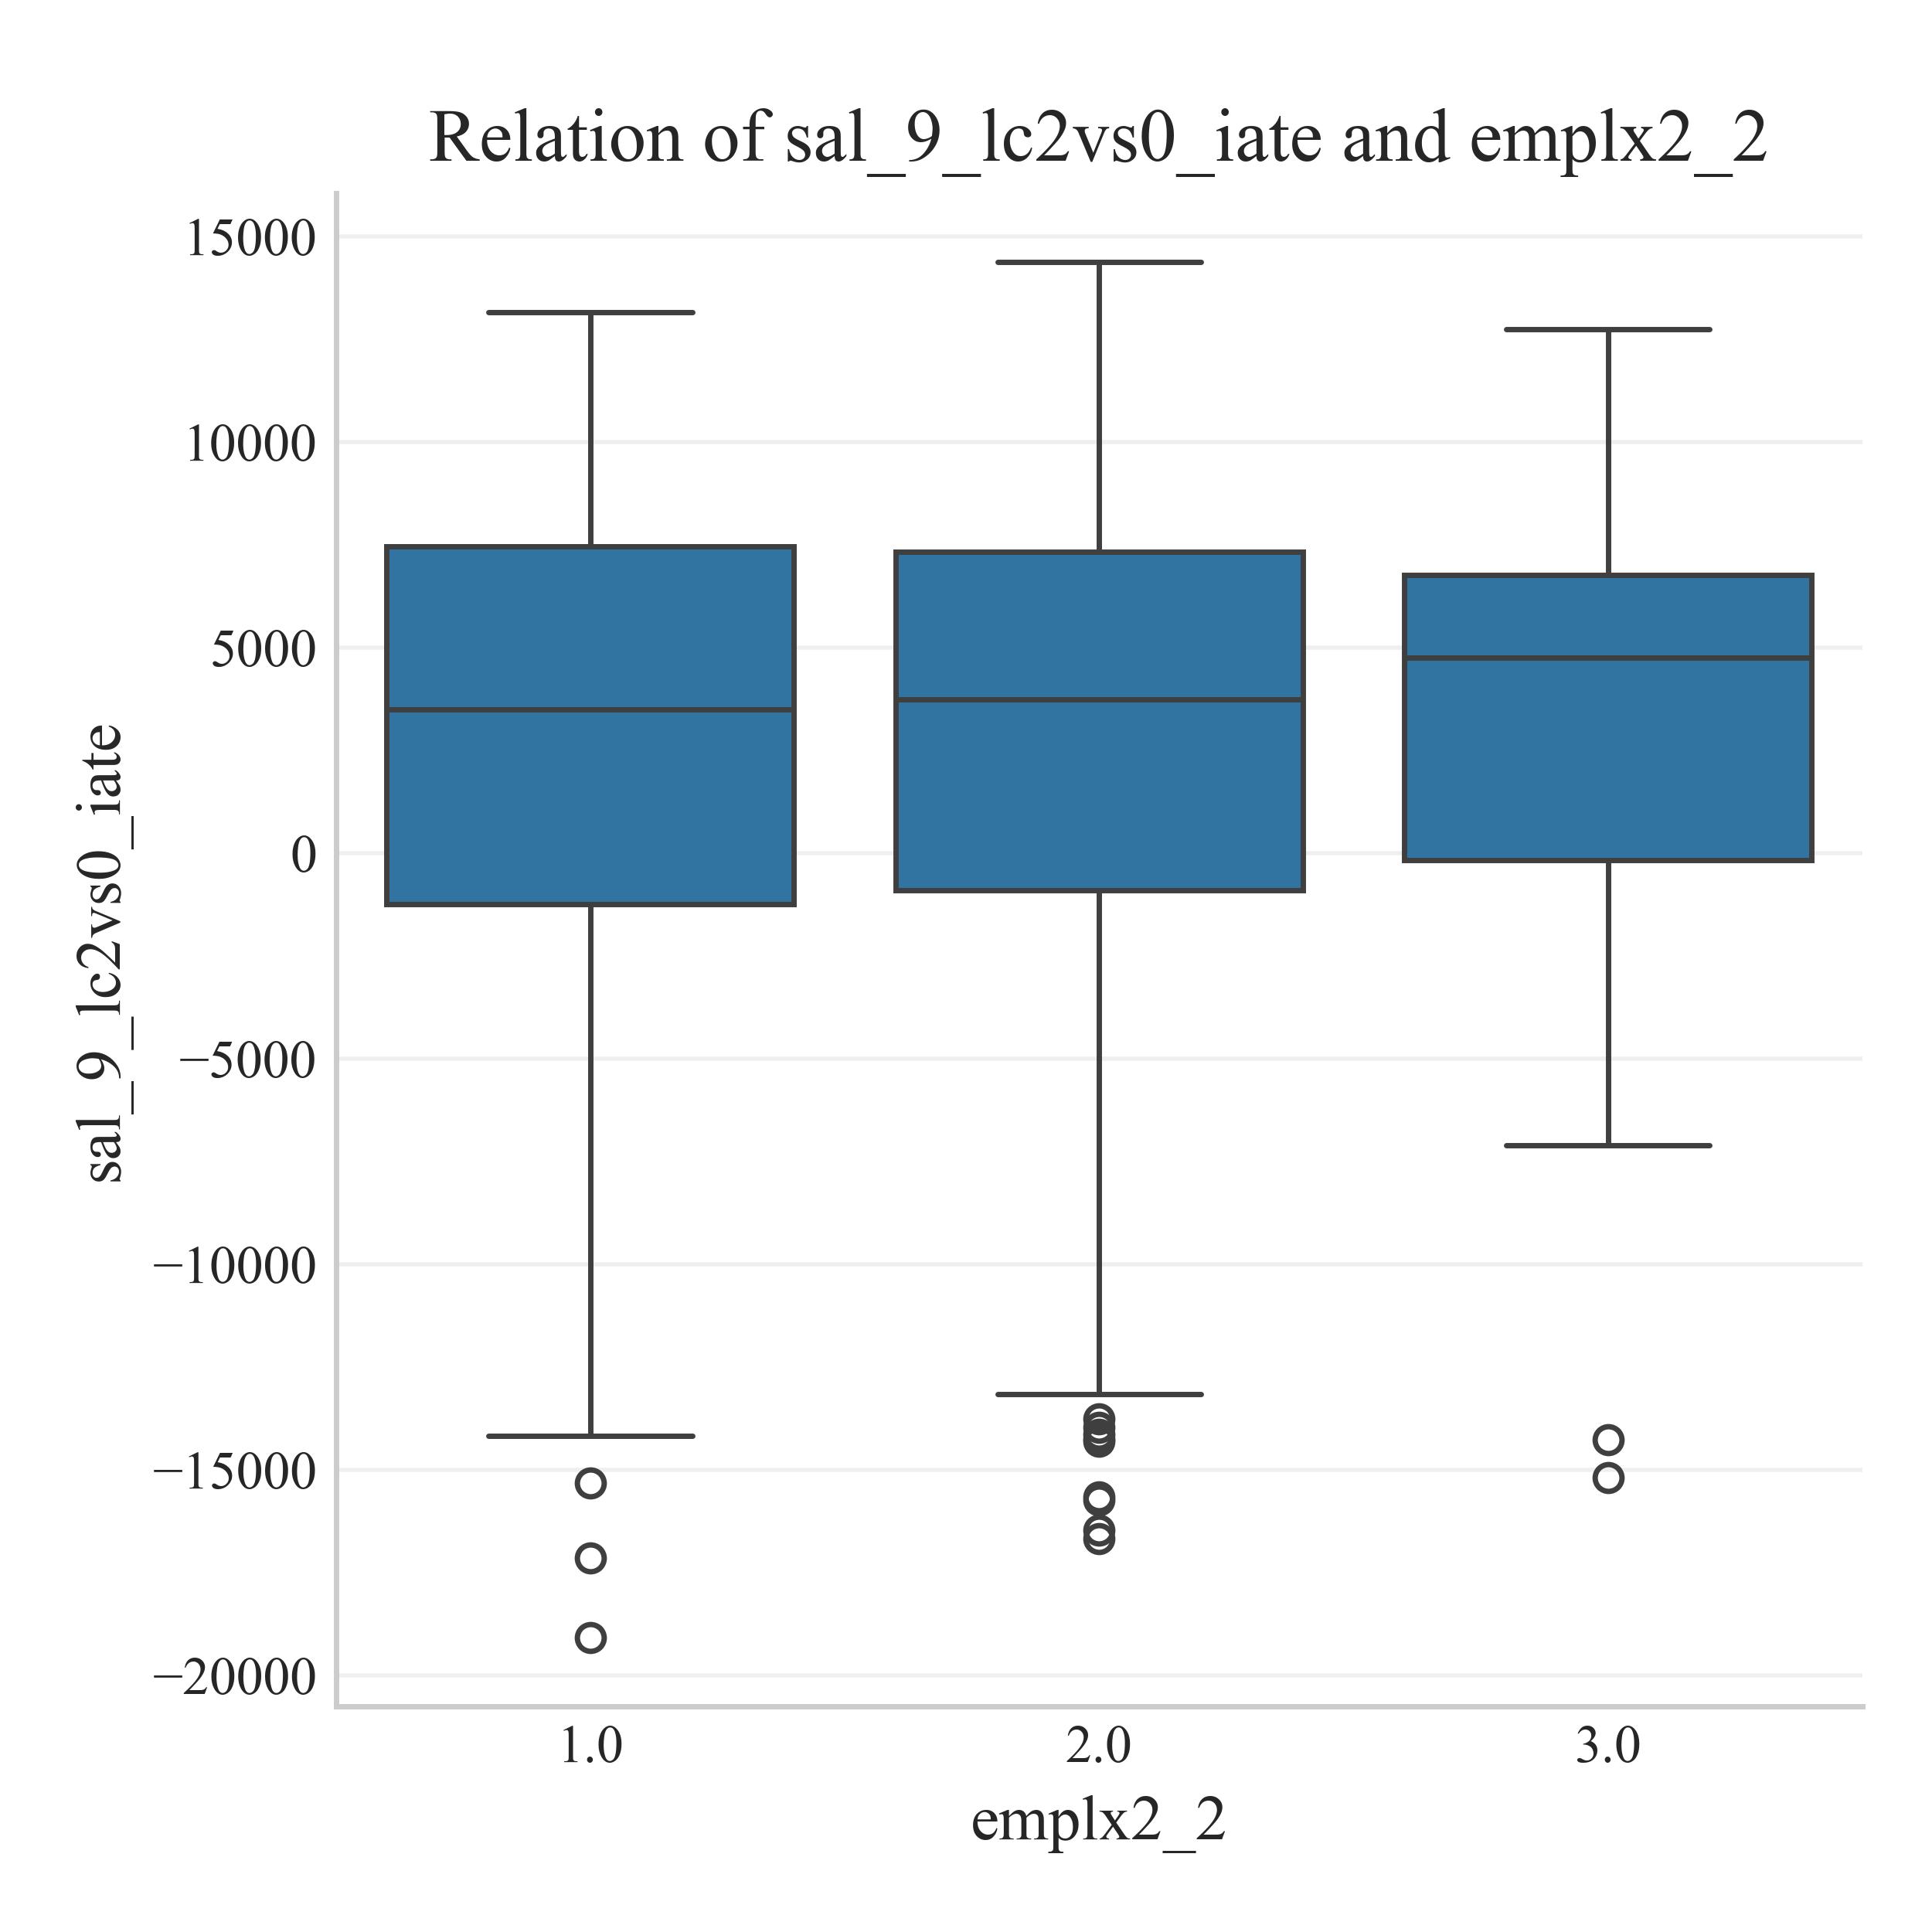 Relation of sal_9_lc2vs0_iate and emplx2_2
15000
10000
5000
0
−5000
−10000
−15000
−20000
sal_9_lc2vs0_iate
1.0 2.0 3.0
emplx2_2